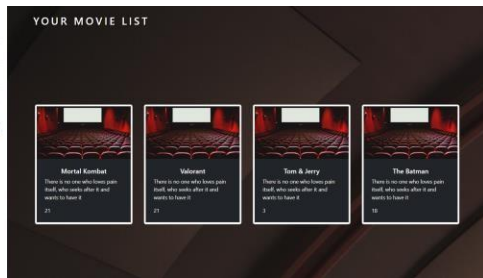 YOUR MOVIE LIST
Mortal Kombat
There is no one who loves pain
itself, who seeks after it and
wants to have it
21
Valorant
There is no one who loves pain
itself, who seeks after it and
wants to have it
21
Tom & Jerry
There is no one who loves pain
itself, who seeks after it and
wants to have it
3
The Batman
There is no one who loves pain
itself, who seeks after it and
wants to have it
16